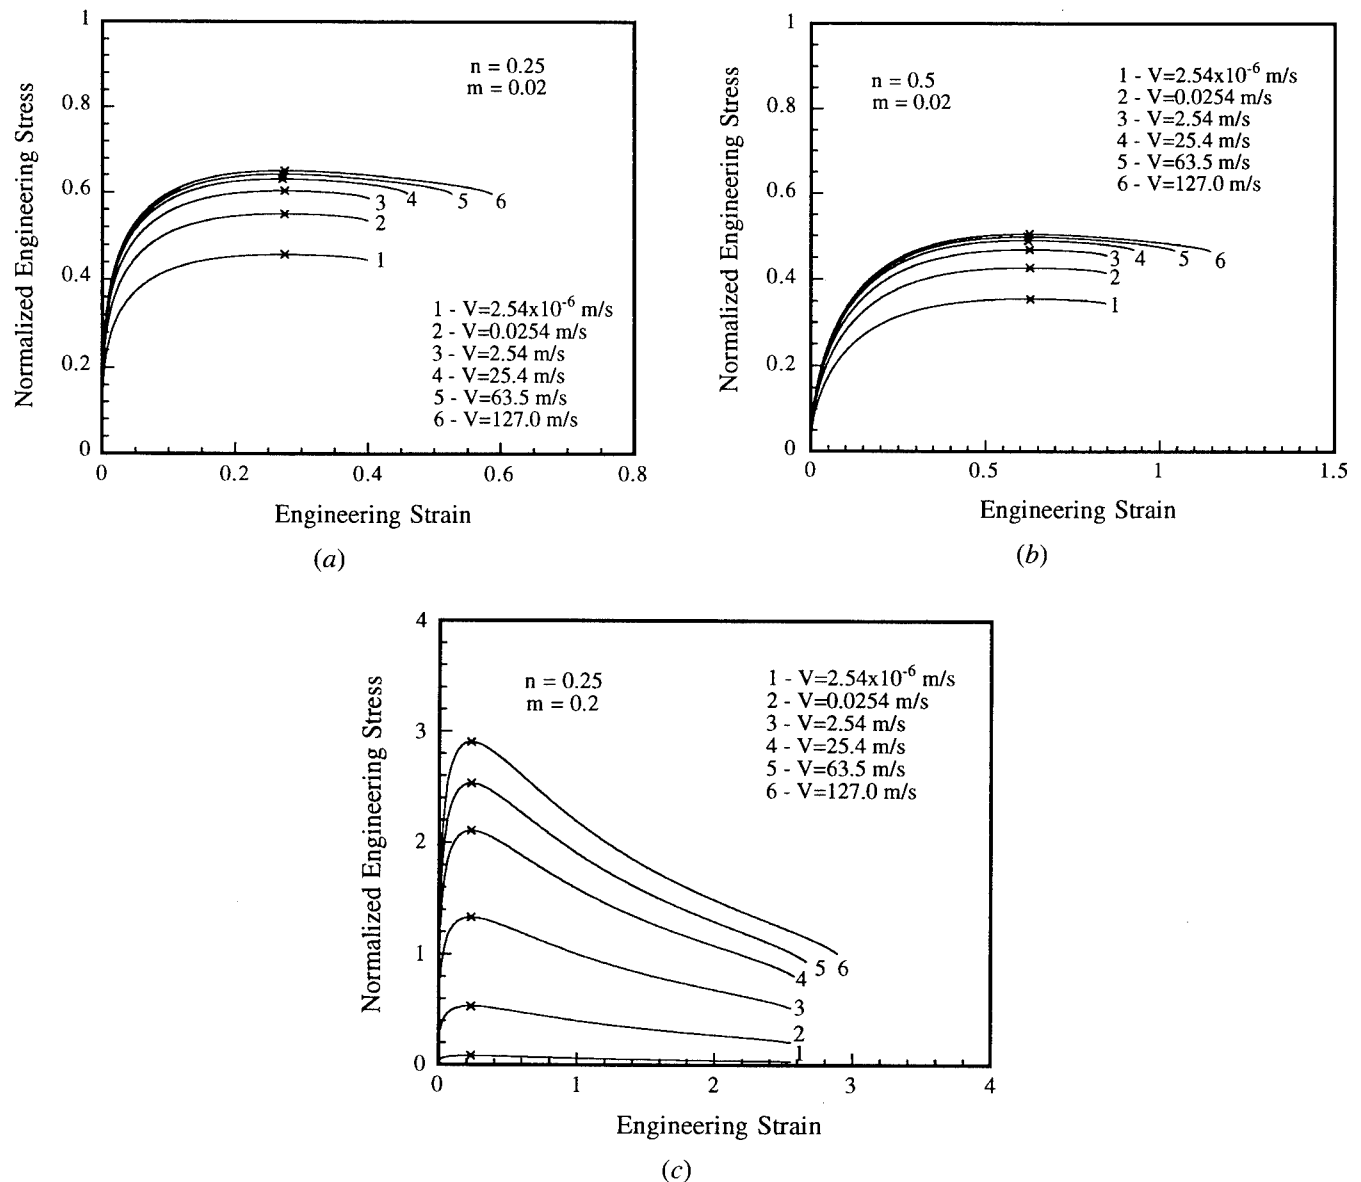 Normalized Engineering Stress
1
0.8
0.6
0.4
0.2
0
n = 0.25
m = 0.02
1
2
3
4
5
6
1 - V=2.54x10⁻⁶ m/s
2 - V=0.0254 m/s
3 - V=2.54 m/s
4 - V=25.4 m/s
5 - V=63.5 m/s
6 - V=127.0 m/s
0 0.2 0.4 0.6 0.8
Engineering Strain
(a)
Normalized Engineering Stress
1
0.8
0.6
0.4
0.2
0
n = 0.5
m = 0.02
1 - V=2.54x10⁻⁶ m/s
2 - V=0.0254 m/s
3 - V=2.54 m/s
4 - V=25.4 m/s
5 - V=63.5 m/s
6 - V=127.0 m/s
1
2
3
4
5
6
0 0.5 1 1.5
Engineering Strain
(b)
Normalized Engineering Stress
4
3
2
1
0
n = 0.25
m = 0.2
1 - V=2.54x10⁻⁶ m/s
2 - V=0.0254 m/s
3 - V=2.54 m/s
4 - V=25.4 m/s
5 - V=63.5 m/s
6 - V=127.0 m/s
5 6
4
3
2
1
0 1 2 3 4
Engineering Strain
(c)